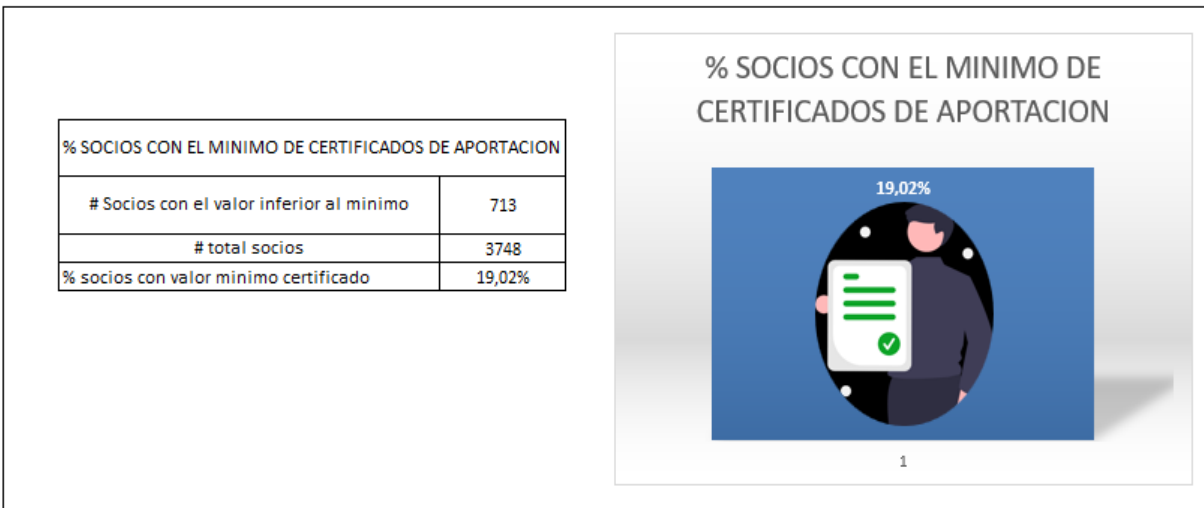 % SOCIOS CON EL MINIMO DE CERTIFICADOS DE APORTACION
# Socios con el valor inferior al minimo 713
# total socios 3748
% socios con valor minimo certificado 19,02%
% SOCIOS CON EL MINIMO DE
CERTIFICADOS DE APORTACION
19,02%
1